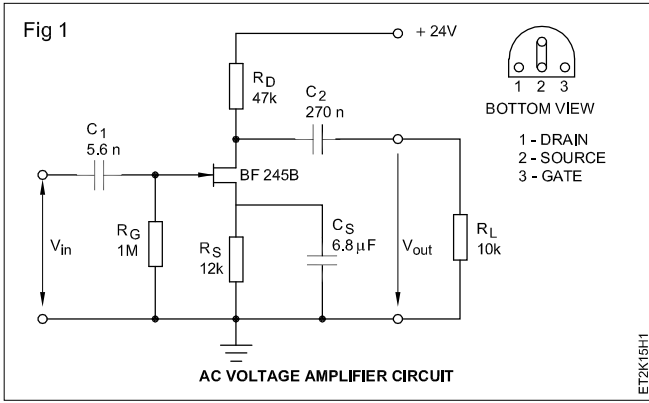 Fig 1
+ 24V
R_D
47k
C_2
270 n
C_1
5.6 n
BF 245B
V_in
R_G
1M
R_S
12k
C_S
6.8 µF
V_out
R_L
10k
1 2 3
BOTTOM VIEW
1 - DRAIN
2 - SOURCE
3 - GATE
AC VOLTAGE AMPLIFIER CIRCUIT
ET2K15H1